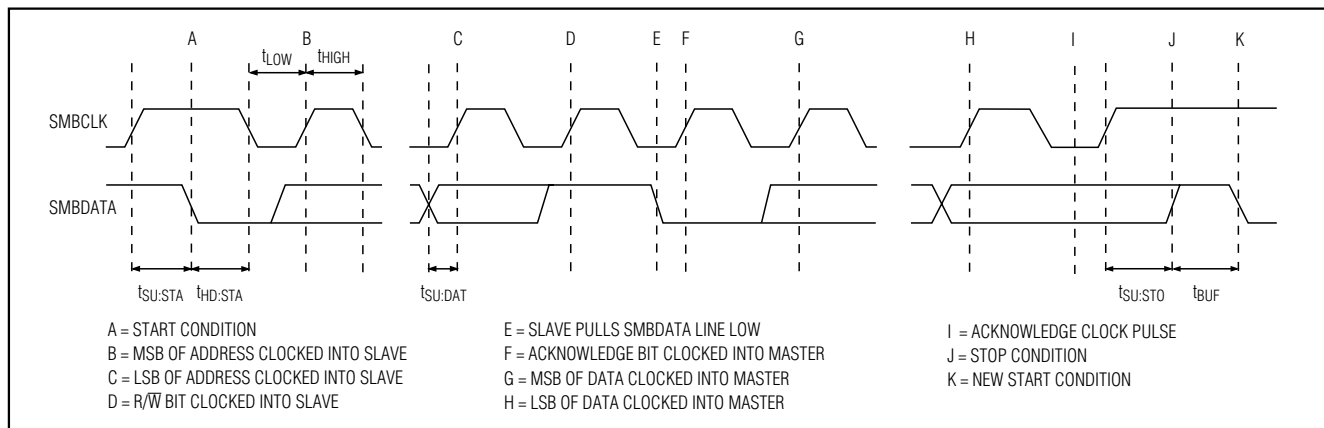 A B C D E F G H I J K
tLOW tHIGH
SMBCLK
SMBDATA
tSU:STA tHD:STA tSU:DAT tSU:STO tBUF
A = START CONDITION
B = MSB OF ADDRESS CLOCKED INTO SLAVE
C = LSB OF ADDRESS CLOCKED INTO SLAVE
D = R/W̅ BIT CLOCKED INTO SLAVE
E = SLAVE PULLS SMBDATA LINE LOW
F = ACKNOWLEDGE BIT CLOCKED INTO MASTER
G = MSB OF DATA CLOCKED INTO MASTER
H = LSB OF DATA CLOCKED INTO MASTER
I = ACKNOWLEDGE CLOCK PULSE
J = STOP CONDITION
K = NEW START CONDITION